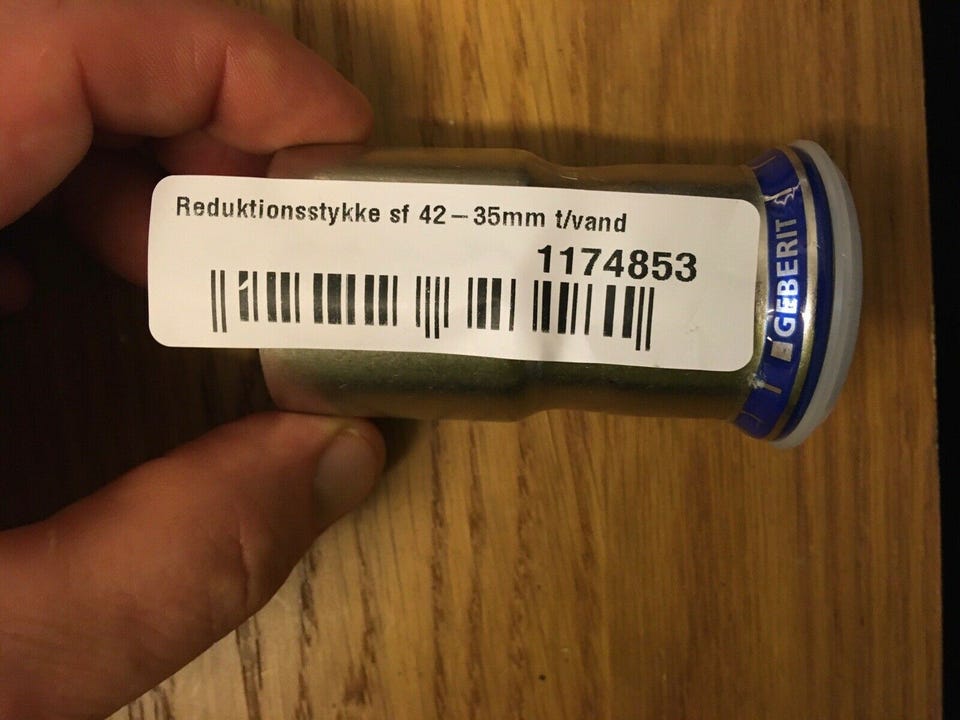 Reduktionsstykke sf 42-35mm t/vand
1174853
GEBERIT